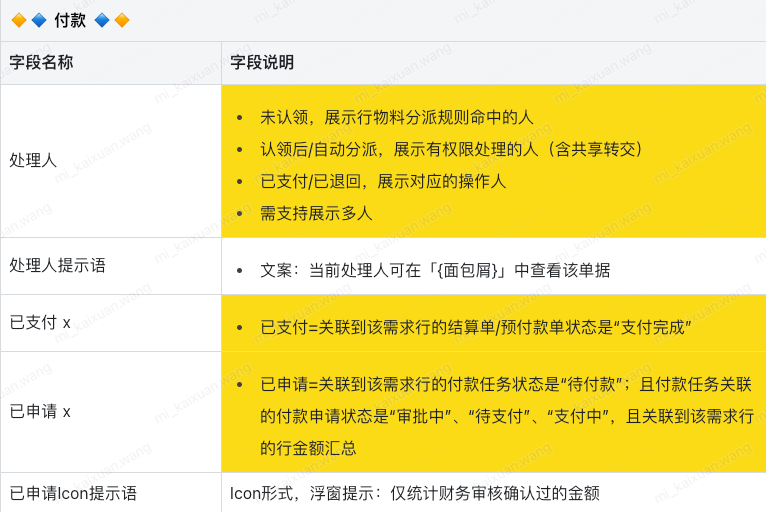 🔶🔷 付款 🔷🔶
字段名称
字段说明
处理人
• 未认领，展示行物料分派规则命中的人
• 认领后/自动分派，展示有权限处理的人（含共享转交）
• 已支付/已退回，展示对应的操作人
• 需支持展示多人
处理人提示语
• 文案：当前处理人可在「{面包屑}」中查看该单据
已支付 x
• 已支付=关联到该需求行的结算单/预付款单状态是“支付完成”
已申请 x
• 已申请=关联到该需求行的付款任务状态是“待付款”；且付款任务关联
的付款申请状态是“审批中”、“待支付”、“支付中”，且关联到该需求行
的行金额汇总
已申请Icon提示语
Icon形式，浮窗提示：仅统计财务审核确认过的金额
mi_kaixuan.wang